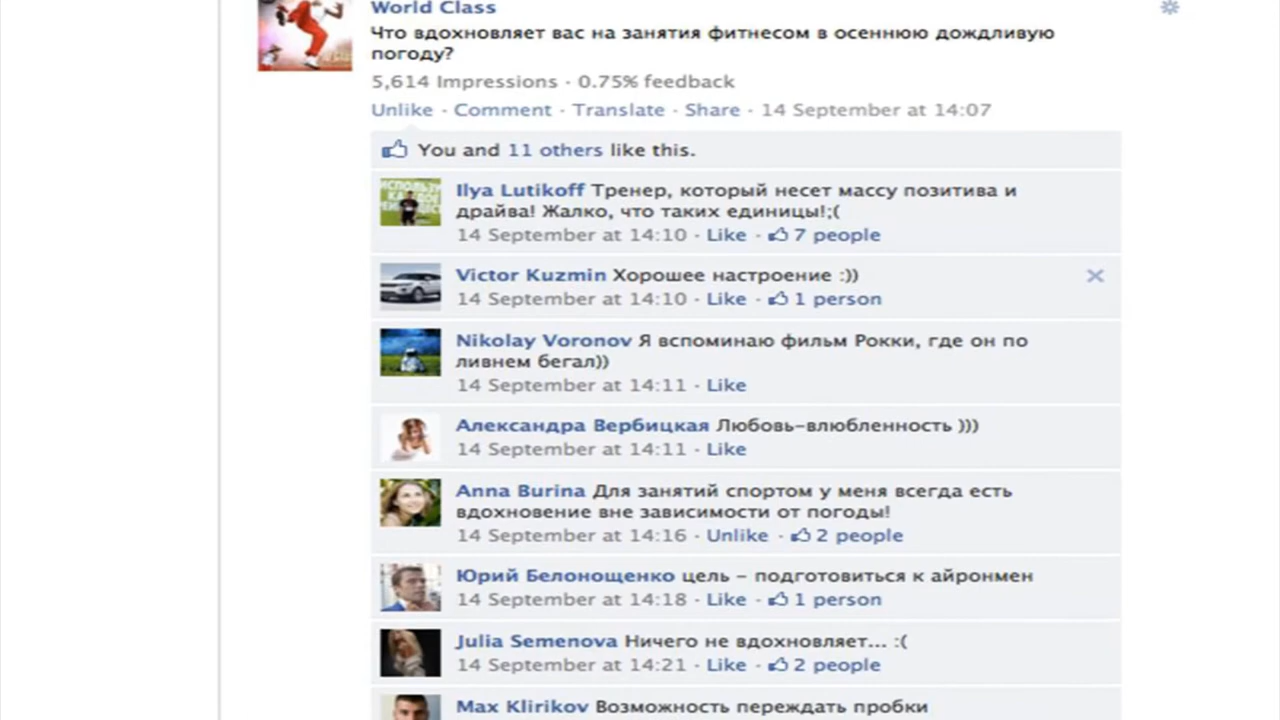 World Class
Что вдохновляет вас на занятия фитнесом в осеннюю дождливую
погоду?
5,614 Impressions · 0.75% feedback
Unlike · Comment · Translate · Share · 14 September at 14:07
You and 11 others like this.
ИСПОЛЬЗУ
Ilya Lutikoff Тренер, который несет массу позитива и
драйва! Жалко, что таких единицы!;(
14 September at 14:10 · Like · 7 people
Victor Kuzmin Хорошее настроение :))
14 September at 14:10 · Like · 1 person
Nikolay Voronov Я вспоминаю фильм Рокки, где он по
ливнем бегал))
14 September at 14:11 · Like
Александра Вербицкая Любовь-влюбленность )))
14 September at 14:11 · Like
Anna Burina Для занятий спортом у меня всегда есть
вдохновение вне зависимости от погоды!
14 September at 14:16 · Unlike · 2 people
Юрий Белонощенко цель - подготовиться к айронмен
14 September at 14:18 · Like · 1 person
Julia Semenova Ничего не вдохновляет... :(
14 September at 14:21 · Like · 2 people
Max Klirikov Возможность переждать пробки